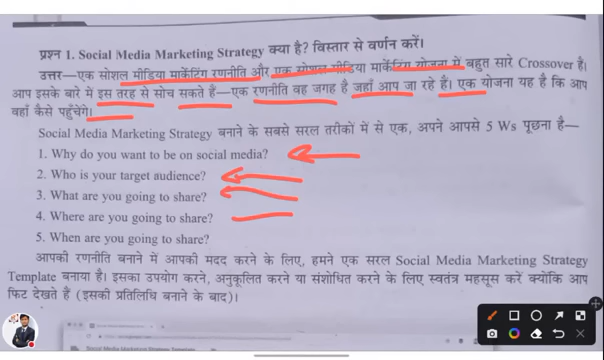 प्रश्न 1. Social Media Marketing Strategy क्या है? विस्तार से वर्णन करें।
उत्तर—एक सोशल मीडिया मार्केटिंग रणनीति और एक सोशल मीडिया मार्केटिंग योजना में बहुत सारे Crossover है।
आप इसके बारे में इस तरह से सोच सकते हैं—एक रणनीति वह जगह है जहाँ आप जा रहे हैं। एक योजना यह है कि आप
वहाँ कैसे पहुँचेंगे।
Social Media Marketing Strategy बनाने के सबसे सरल तरीकों में से एक, अपने आपसे 5 Ws पूछना है—
1. Why do you want to be on social media?
2. Who is your target audience?
3. What are you going to share?
4. Where are you going to share?
5. When are you going to share?
आपकी रणनीति बनाने में आपकी मदद करने के लिए, हमने एक सरल Social Media Marketing Strategy
Template बनाया है। इसका उपयोग करने, अनुकूलित करने या संशोधित करने के लिए स्वतंत्र महसूस करें क्योंकि आप
फिट देखते हैं (इसकी प्रतिलिधि बनाने के बाद)।
Social Media Marketing Strategy Template